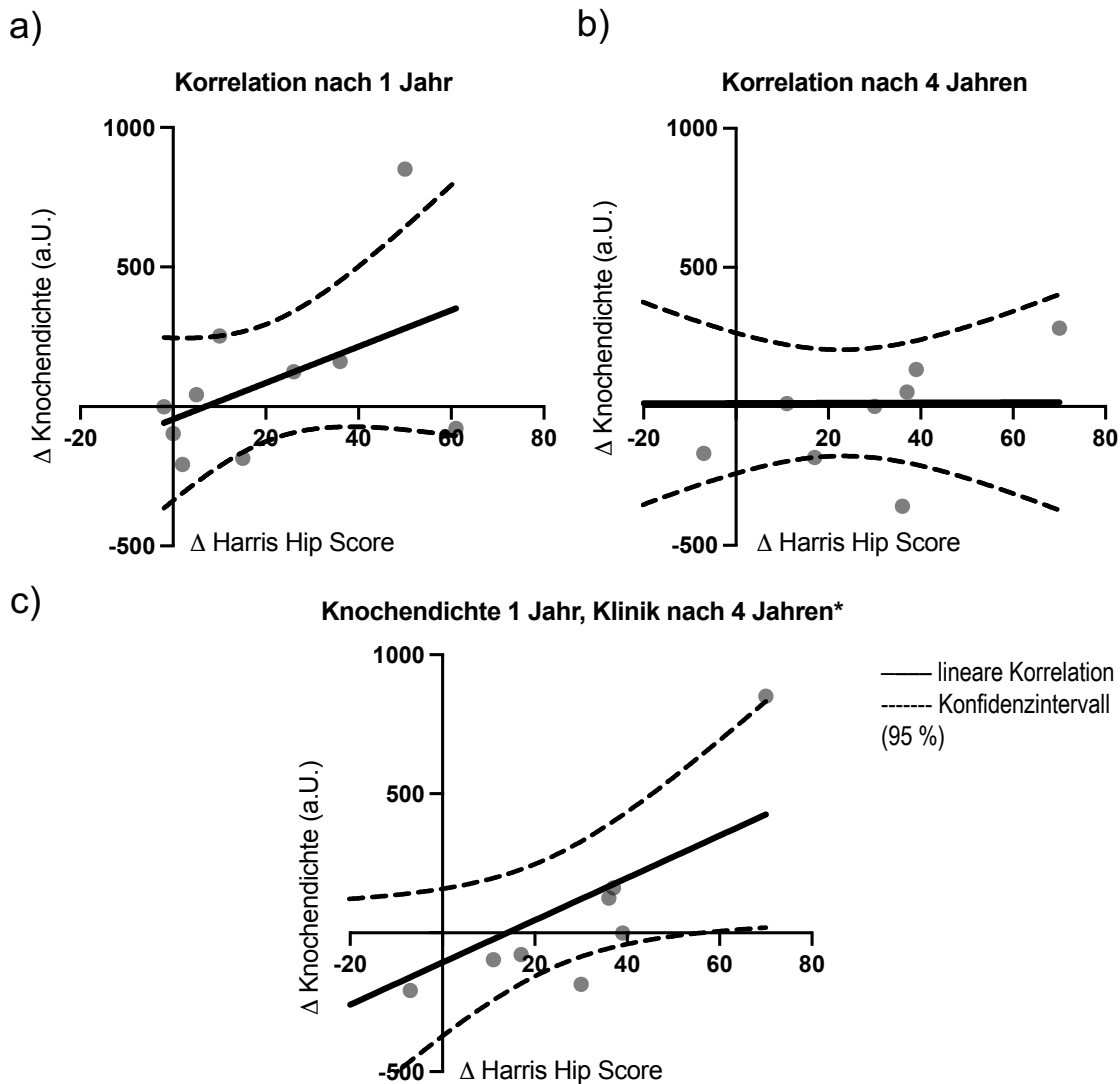 a)
Korrelation nach 1 Jahr
1000
500
-500
-20
20
40
60
80
Δ Knochendichte (a.U.)
Δ Harris Hip Score
b)
Korrelation nach 4 Jahren
1000
500
-500
-20
20
40
60
80
Δ Knochendichte (a.U.)
Δ Harris Hip Score
c)
Knochendichte 1 Jahr, Klinik nach 4 Jahren*
1000
500
-500
-20
20
40
60
80
Δ Knochendichte (a.U.)
Δ Harris Hip Score
lineare Korrelation
Konfidenzintervall
(95 %)